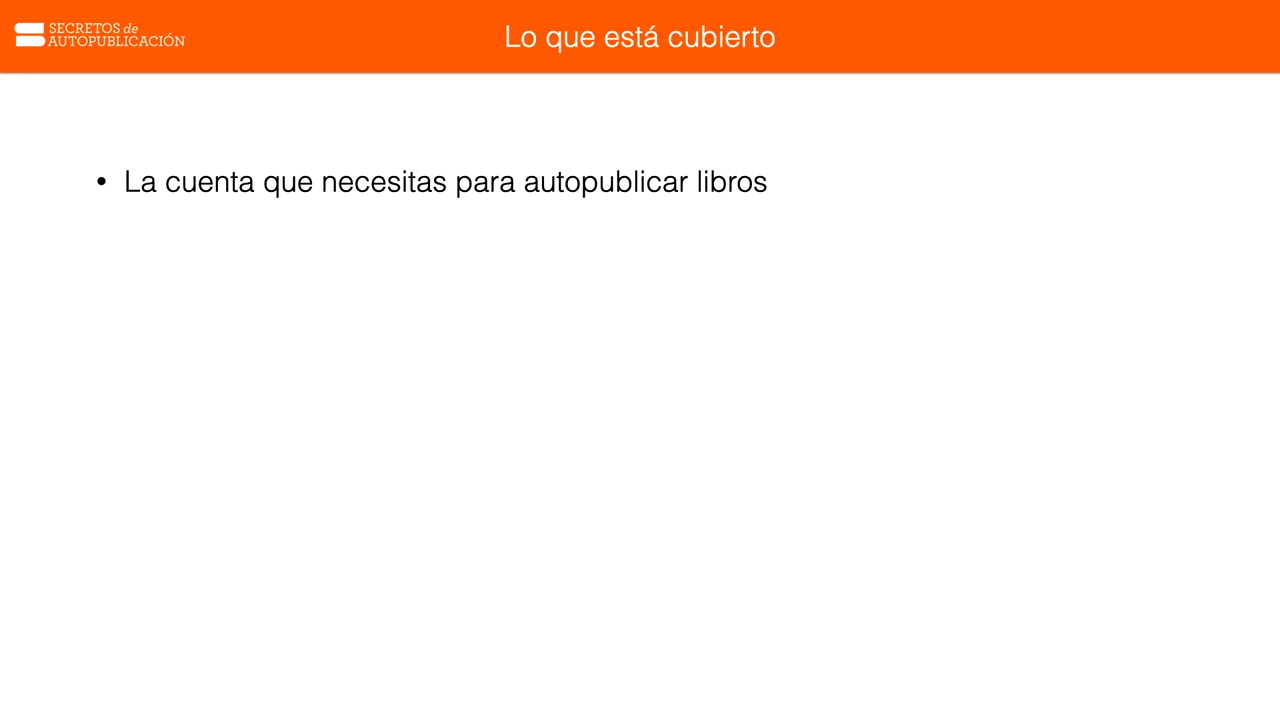 SECRETOS de
AUTOPUBLICACIÓN
Lo que está cubierto
• La cuenta que necesitas para autopublicar libros